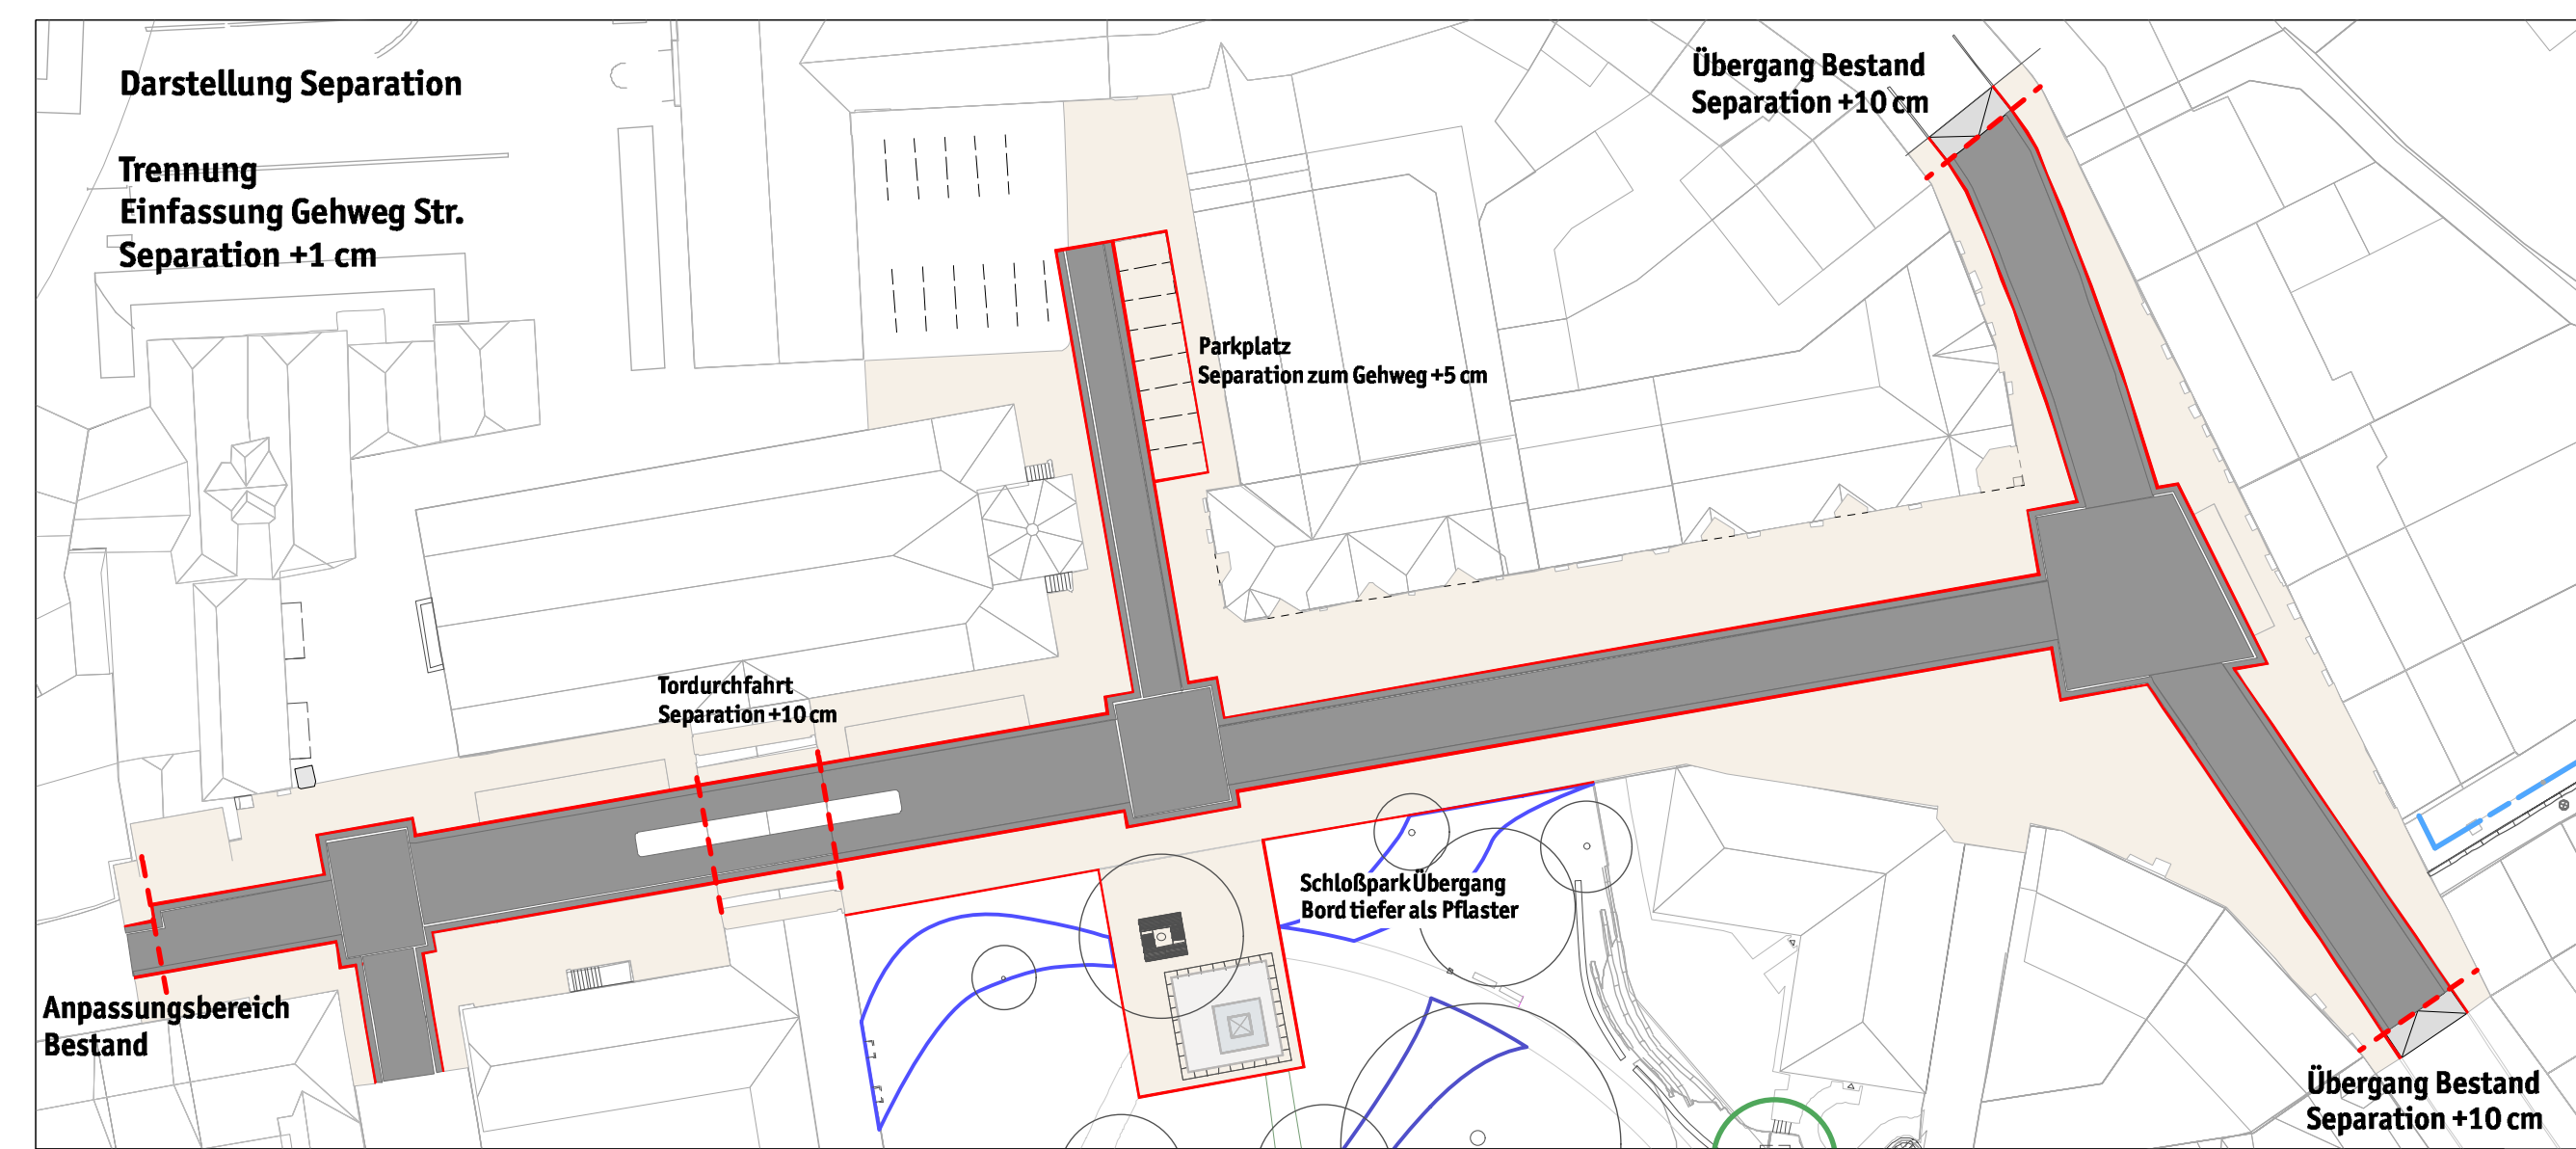 Darstellung Separation
Trennung
Einfassung Gehweg Str.
Separation +1 cm
Übergang Bestand
Separation +10 cm
Parkplatz
Separation zum Gehweg +5 cm
Tordurchfahrt
Separation +10 cm
Schloßpark Übergang
Bord tiefer als Pflaster
Anpassungsbereich
Bestand
Übergang Bestand
Separation +10 cm